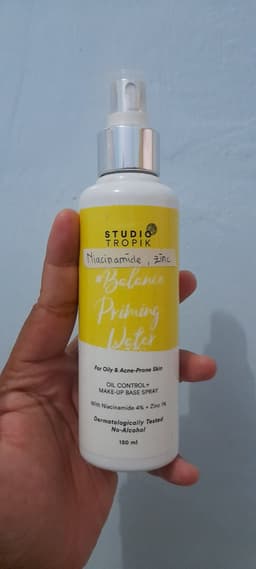 STUDIO
TROPIK
Niacinamide, Zinc
#Balance
Priming
Water
For Oily & Acne-Prone Skin
OIL CONTROL+
MAKE-UP BASE SPRAY
With Niacinamide 4% + Zinc 1%
Dermatologically Tested
No-Alcohol
150 ml